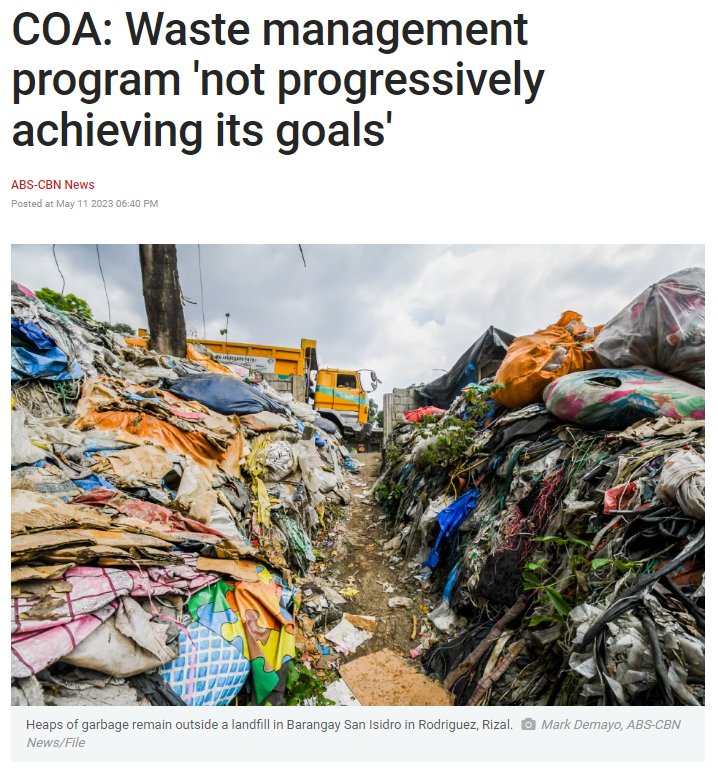 COA: Waste management
program 'not progressively
achieving its goals'
ABS-CBN News
Posted at May 11 2023 06:40 PM
Heaps of garbage remain outside a landfill in Barangay San Isidro in Rodriguez, Rizal. Mark Demayo, ABS-CBN
News/File